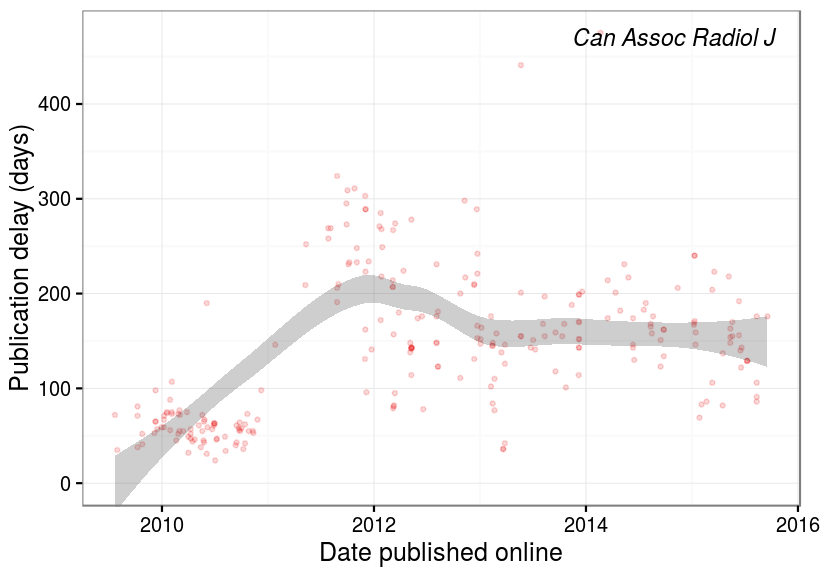 Can Assoc Radiol J
Publication delay (days)
400
300
200
100
0
2010 2012 2014 2016
Date published online